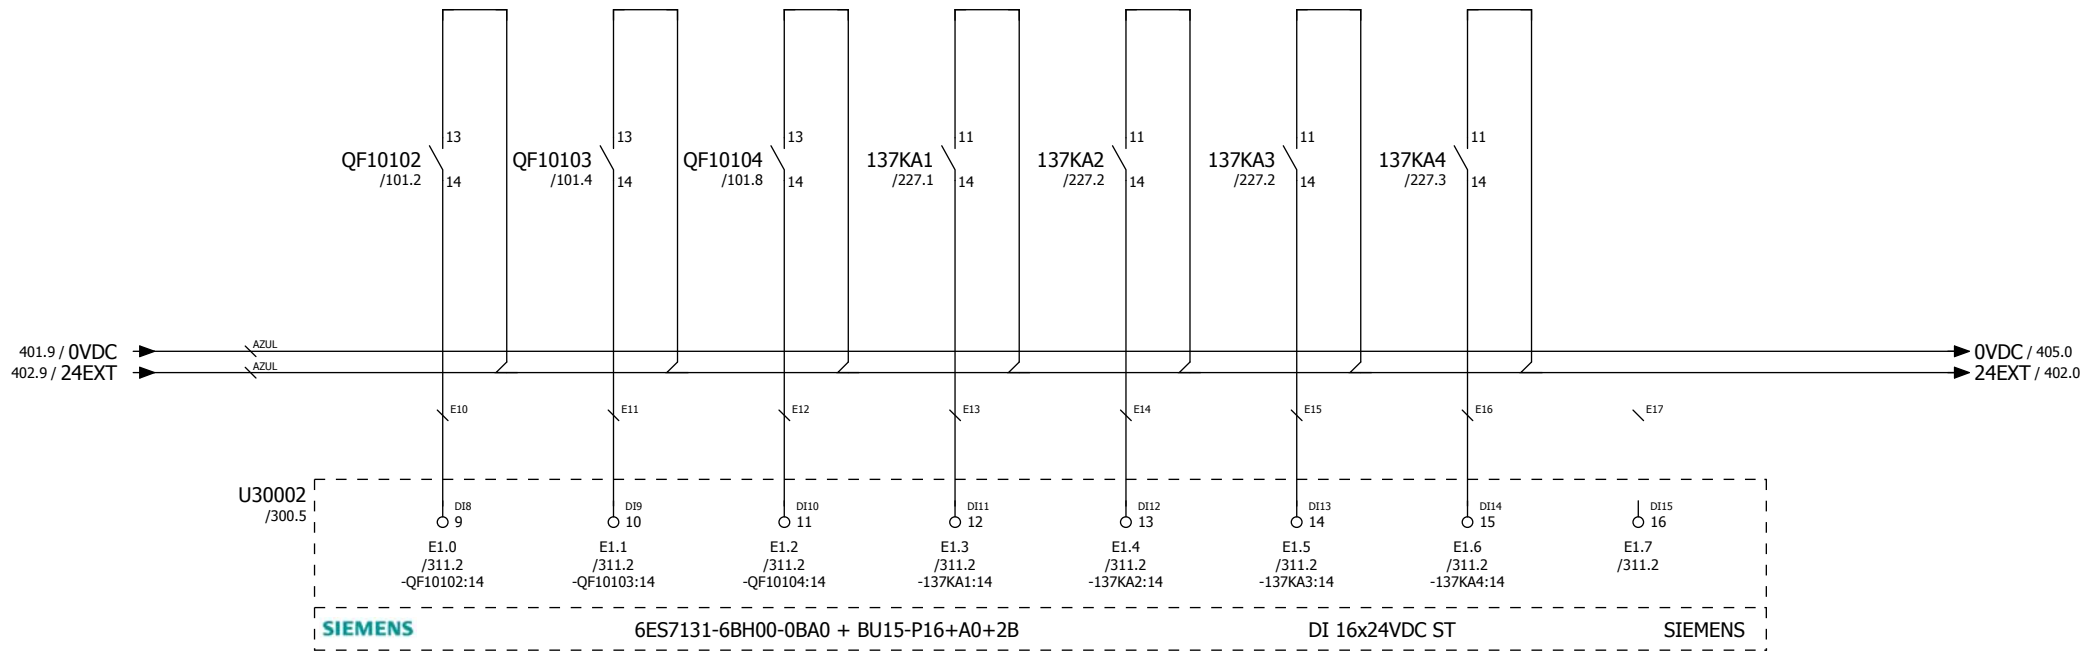 13 13 13 11 11 11 11
QF10102 QF10103 QF10104 137KA1 137KA2 137KA3 137KA4
/101.2 14 /101.4 14 /101.8 14 /227.1 14 /227.2 14 /227.2 14 /227.3 14
AZUL
401.9 / 0VDC 0VDC / 405.0
AZUL
402.9 / 24EXT 24EXT / 402.0
E10 E11 E12 E13 E14 E15 E16 E17
U30002
/300.5
DI8 DI9 DI10 DI11 DI12 DI13 DI14 DI15
9 10 11 12 13 14 15 16
E1.0 E1.1 E1.2 E1.3 E1.4 E1.5 E1.6 E1.7
/311.2 /311.2 /311.2 /311.2 /311.2 /311.2 /311.2 /311.2
-QF10102:14 -QF10103:14 -QF10104:14 -137KA1:14 -137KA2:14 -137KA3:14 -137KA4:14
SIEMENS 6ES7131-6BH00-0BA0 + BU15-P16+A0+2B DI 16x24VDC ST SIEMENS